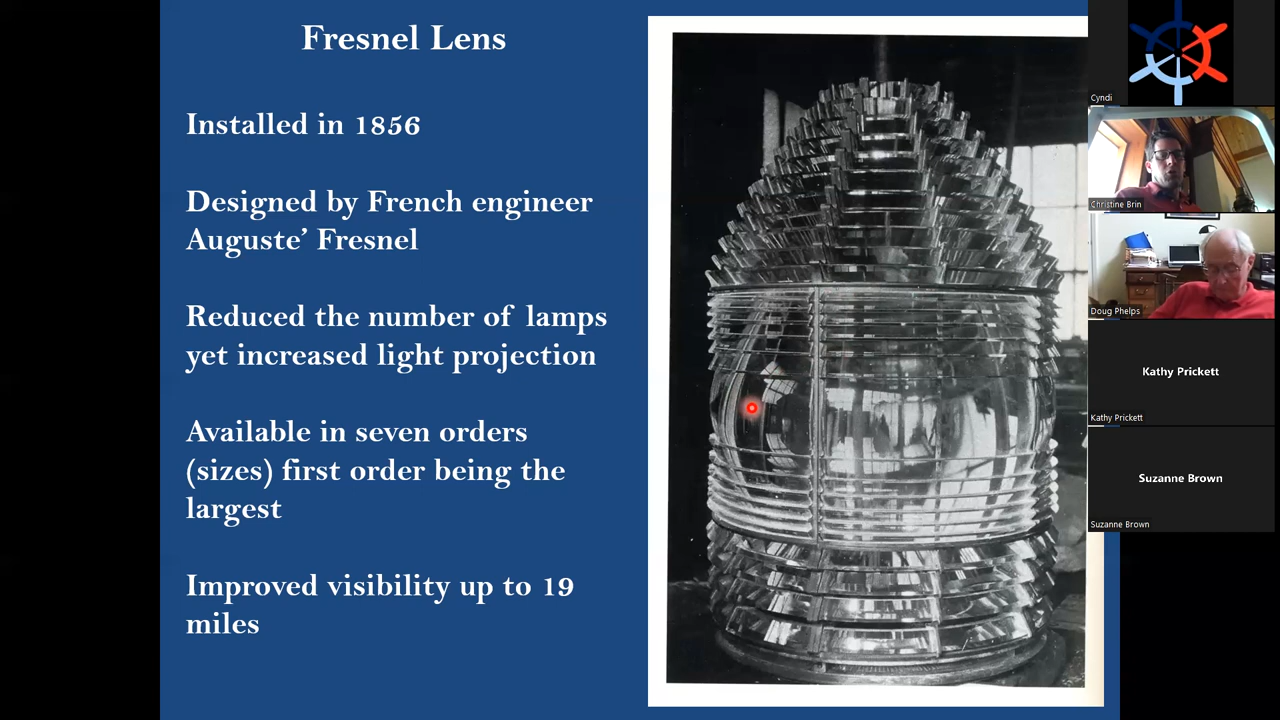 Fresnel Lens
Installed in 1856
Designed by French engineer
Auguste’ Fresnel
Reduced the number of lamps
yet increased light projection
Available in seven orders
(sizes) first order being the
largest
Improved visibility up to 19
miles
Cyndi
Christine Brin
Doug Phelps
Kathy Prickett
Kathy Prickett
Suzanne Brown
Suzanne Brown